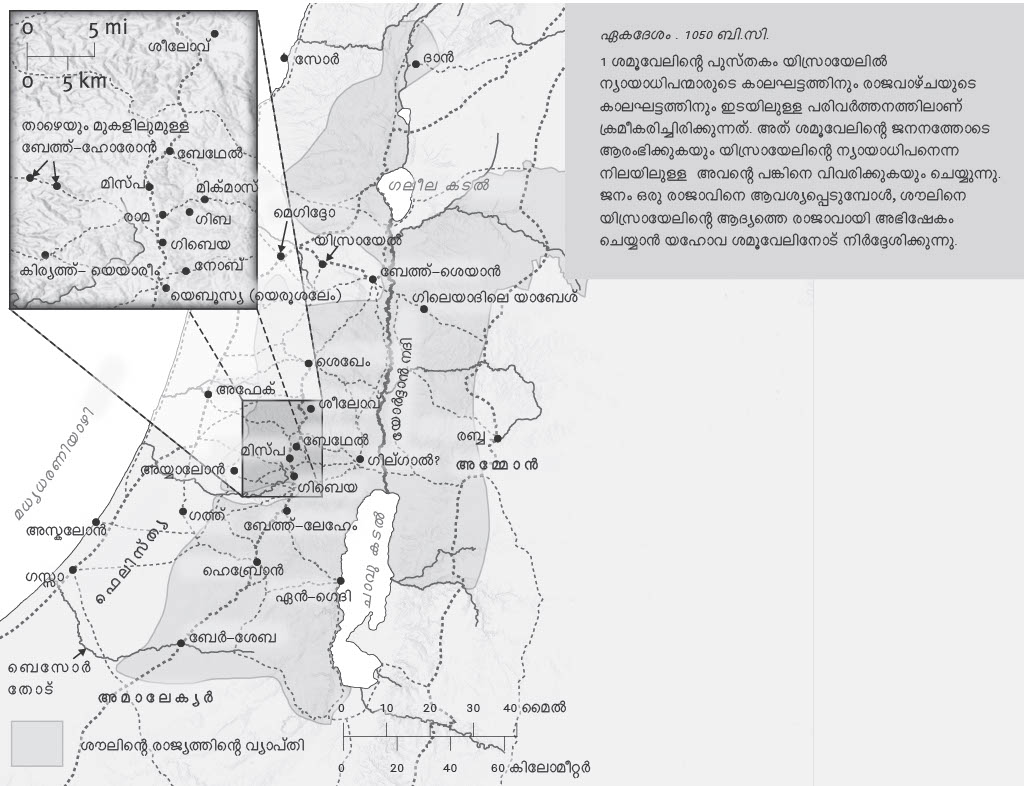 ഏകദേശം . 1050 ബി.സി.
1 ശമൂവേലിന്റെ പുസ്തകം യിസ്രായേലിൽ
ന്യായാധിപന്മാരുടെ കാലഘട്ടത്തിനും രാജവാഴ്ചയുടെ
കാലഘട്ടത്തിനും ഇടയിലുള്ള പരിവർത്തനത്തിലാണ്
ക്രമീകരിച്ചിരിക്കുന്നത്. അത് ശമൂവേലിന്റെ ജനനത്തോടെ
ആരംഭിക്കുകയും യിസ്രായേലിന്റെ ന്യായാധിപനെന്ന
നിലയിലുള്ള അവന്റെ പങ്കിനെ വിവരിക്കുകയും ചെയ്യുന്നു.
ജനം ഒരു രാജാവിനെ ആവശ്യപ്പെടുമ്പോൾ, ശൗലിനെ
യിസ്രായേലിന്റെ ആദ്യത്തെ രാജാവായി അഭിഷേകം
ചെയ്യാൻ യഹോവ ശമൂവേലിനോട് നിർദ്ദേശിക്കുന്നു.
0 5 mi
0 5 km
ശീലോവ്
താഴെയും മുകളിലുമുള്ള
ബേത്ത്-ഹോരോൻ
ബേഥേൽ
മിസ്പ
മിക്മാസ്
രാമ
ഗിബ
ഗിബെയ
കിര്യത്ത്- യെയാരീം
നോബ്
യെബൂസ്യ (യെരൂശലേം)
സോർ
ദാൻ
ഗലീല കടൽ
മെഗിദ്ദോ
യിസ്രായേൽ
ബേത്ത്-ശെയാൻ
ഗിലെയാദിലെ യാബേശ്
ശെഖേം
യോർദ്ദാൻ നദി
അഫേക്
ശീലോവ്
മദ്ധ്യധരണിയാഴി
ബേഥേൽ
മിസ്പ
രബ്ബ
അമ്മോൻ
ഗില്ഗാൽ?
അയ്യാലോൻ
ഗിബെയ
ഗത്ത്
ബേത്ത്-ലേഹേം
അസ്കലോൻ
ഫെലിസ്ത്യ
ചാവു കടൽ
ഹെബ്രോൻ
ഗസ്സാ
ഏൻ-ഗെദി
ബേർ-ശേബ
ബെസോർ
തോട്
അമാലേക്യർ
ശൗലിന്റെ രാജ്യത്തിന്റെ വ്യാപ്തി
0 10 20 30 40 മൈൽ
0 20 40 60 കിലോമീറ്റർ